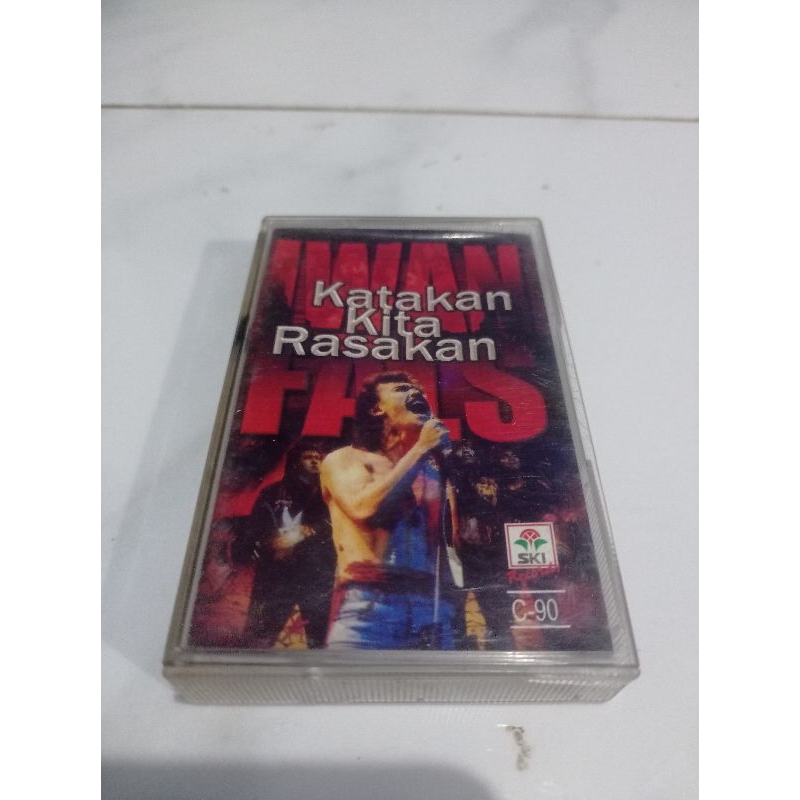 IWAN
Katakan
Kita
Rasakan
FALS
SKI
C-90